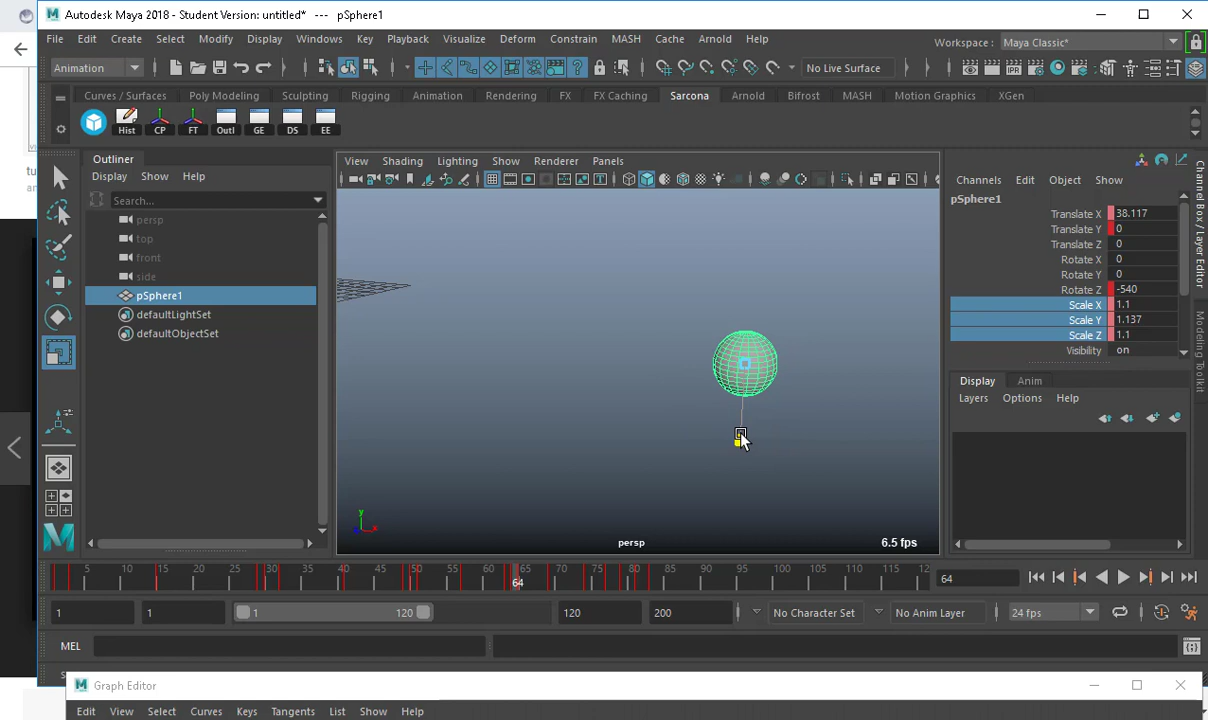 Autodesk Maya 2018 - Student Version: untitled*   ---   pSphere1
File Edit Create Select Modify Display Windows Key Playback Visualize Deform Constrain MASH Cache Arnold Help
Workspace : Maya Classic*
Animation
No Live Surface
Curves / Surfaces Poly Modeling Sculpting Rigging Animation Rendering FX FX Caching Sarcona Arnold Bifrost MASH Motion Graphics XGen
Hist CP FT Outl GE DS EE
Outliner
Display Show Help
Search...
persp
top
front
side
pSphere1
defaultLightSet
defaultObjectSet
View Shading Lighting Show Renderer Panels
persp
6.5 fps
Channels Edit Object Show
pSphere1
Translate X 38.117
Translate Y 0
Translate Z 0
Rotate X 0
Rotate Y 0
Rotate Z -540
Scale X 1.1
Scale Y 1.137
Scale Z 1.1
Visibility on
Display Anim
Layers Options Help
Channel Box / Layer Editor
Modeling Toolkit
5 10 15 20 25 30 35 40 45 50 55 60 65 70 75 80 85 90 95 100 105 110 115 12
64
64
1 1 1 120 120 200
No Character Set
No Anim Layer
24 fps
MEL
Graph Editor
Edit View Select Curves Keys Tangents List Show Help